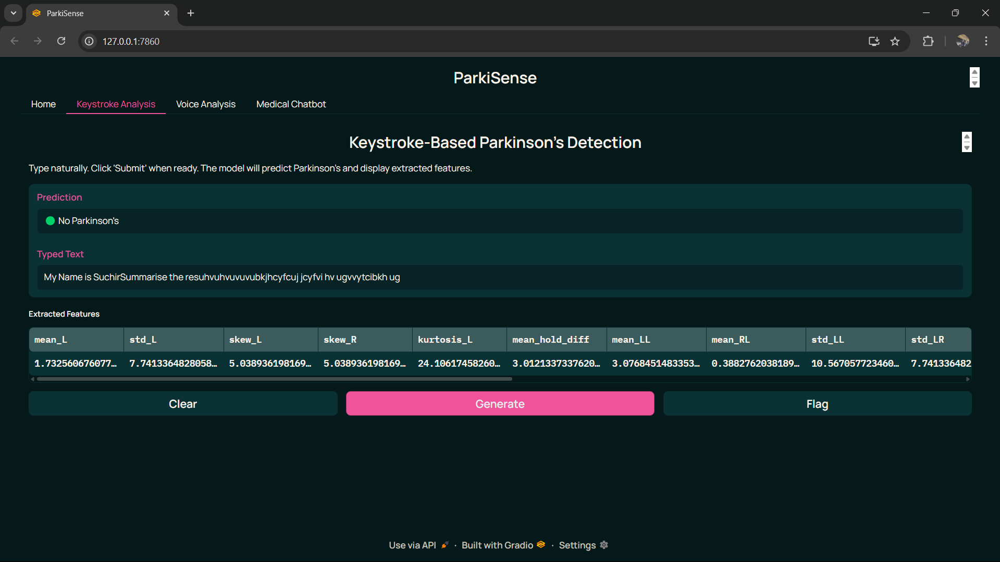 ParkiSense
127.0.0.1:7860
ParkiSense
Home Keystroke Analysis Voice Analysis Medical Chatbot
Keystroke-Based Parkinson's Detection
Type naturally. Click 'Submit' when ready. The model will predict Parkinson's and display extracted features.
Prediction
No Parkinson's
Typed Text
My Name is SuchirSummarise the resuhvuhvuvuvubkjhcyfcuj jcyfvi hv ugvvytcibkh ug
Extracted Features
mean_L std_L skew_L skew_R kurtosis_L mean_hold_diff mean_LL mean_RL std_LL std_LR
1.732560676077… 7.7413364828058… 5.038936198169… 5.038936198169… 24.10617458260… 3.0121337337620… 3.0768451483353… 0.3882762038189… 10.567057723460… 7.741336482
Clear Generate Flag
Use via API · Built with Gradio · Settings